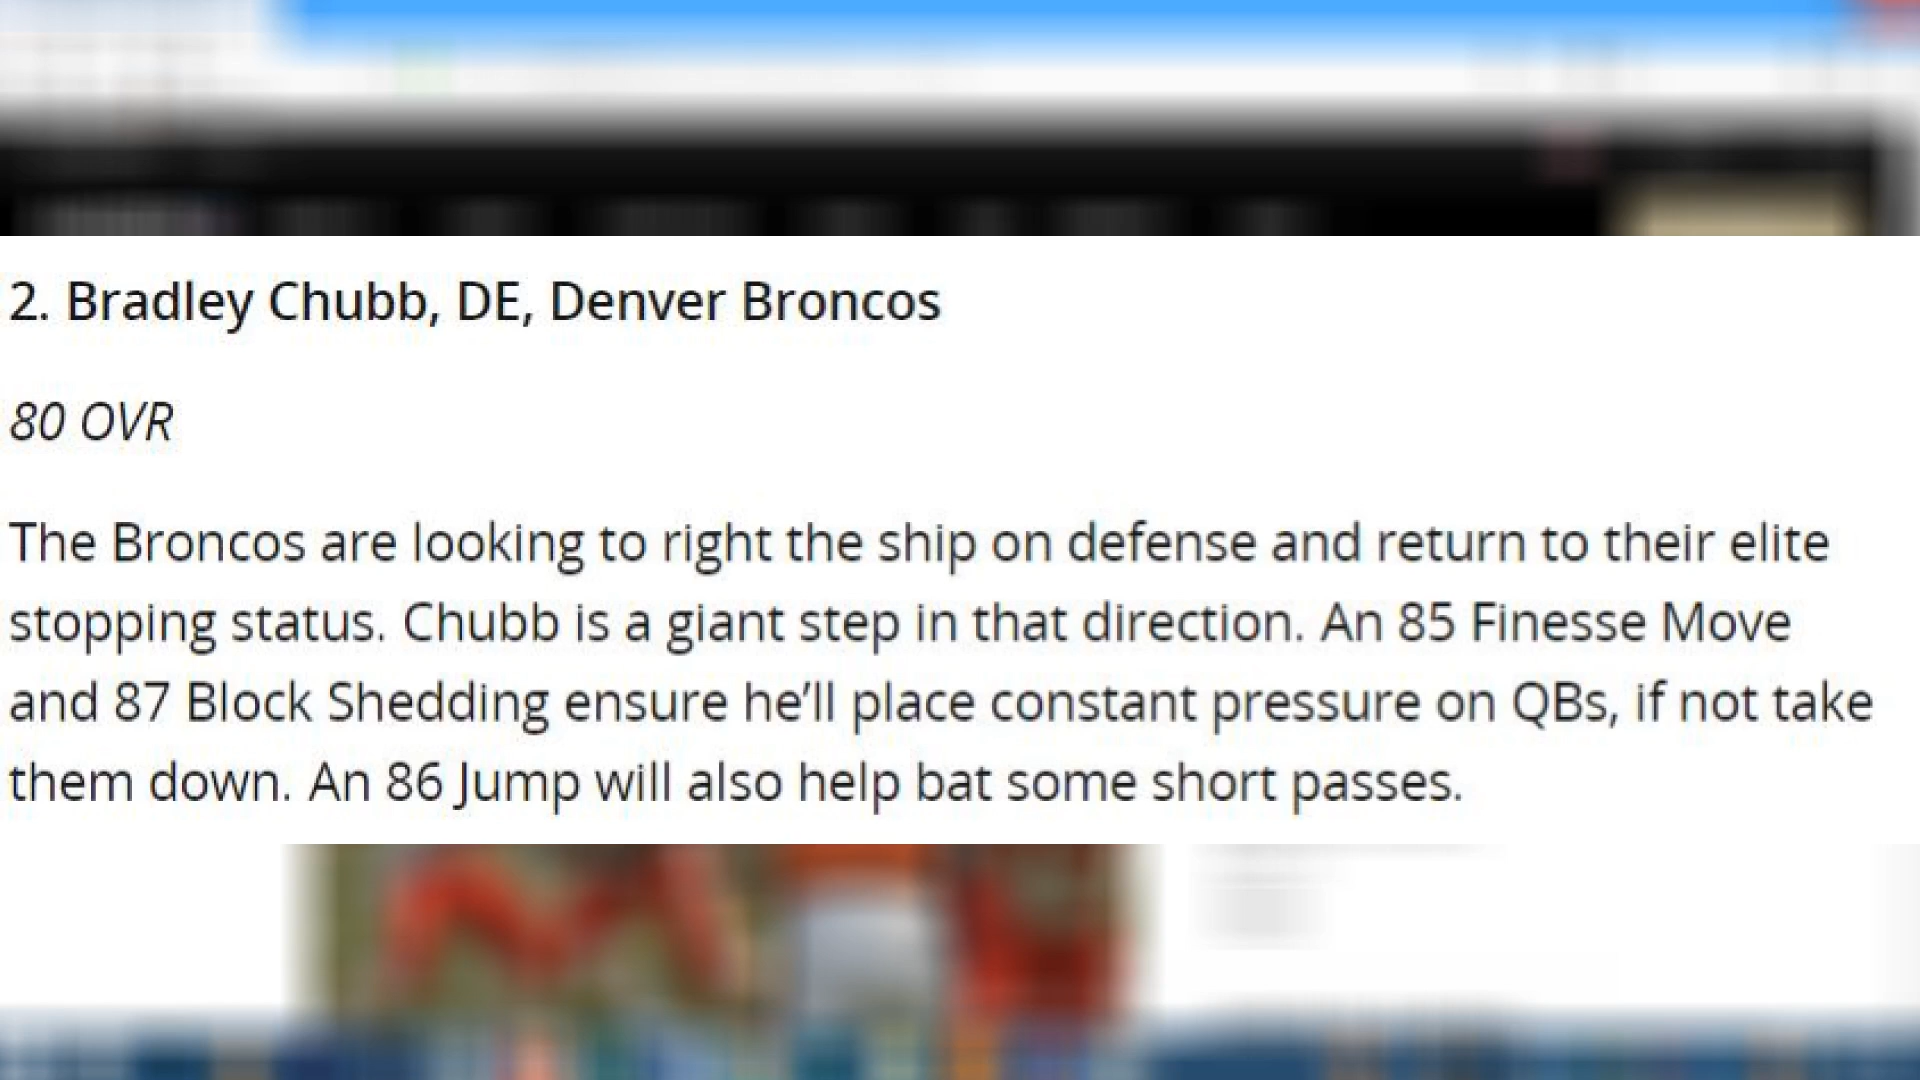 2. Bradley Chubb, DE, Denver Broncos
80 OVR
The Broncos are looking to right the ship on defense and return to their elite
stopping status. Chubb is a giant step in that direction. An 85 Finesse Move
and 87 Block Shedding ensure he’ll place constant pressure on QBs, if not take
them down. An 86 Jump will also help bat some short passes.